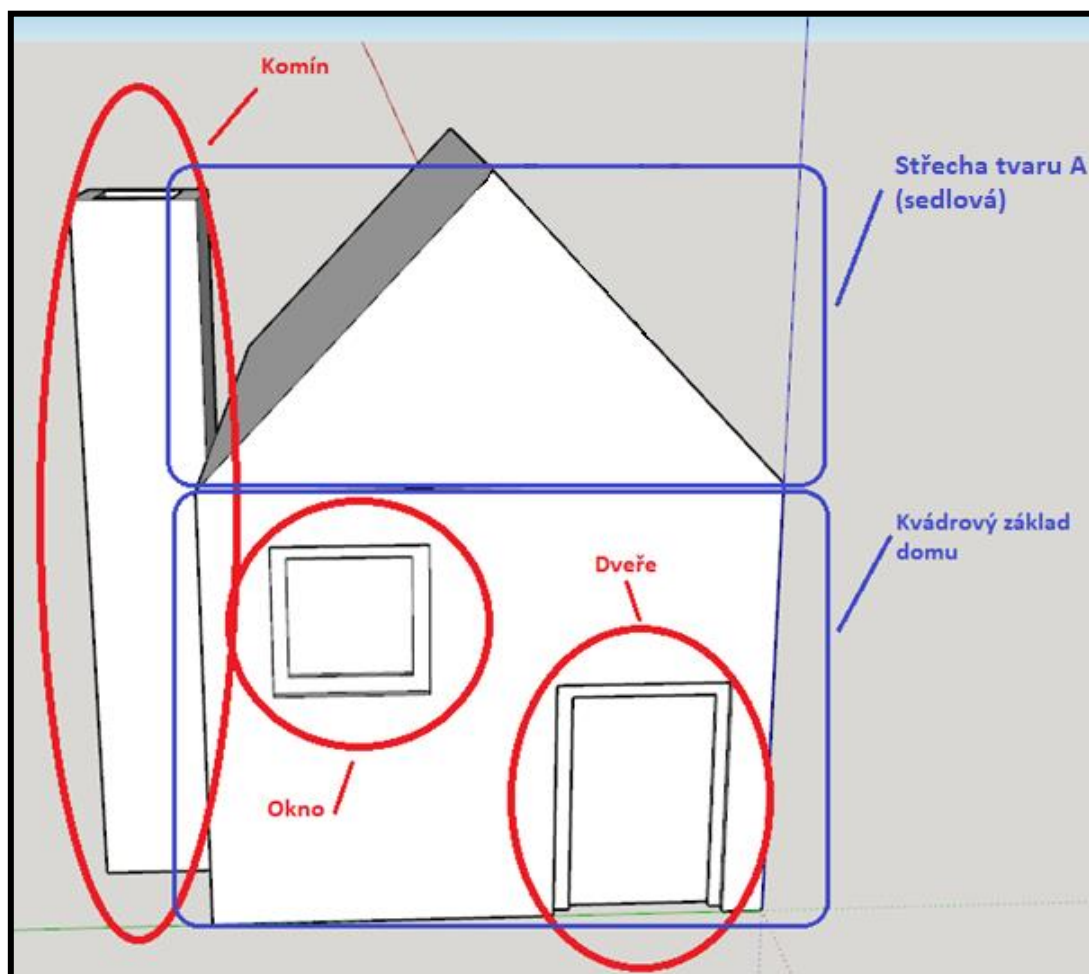 Komín
Střecha tvaru A
(sedlová)
Kvádrový základ
domu
Dveře
Okno